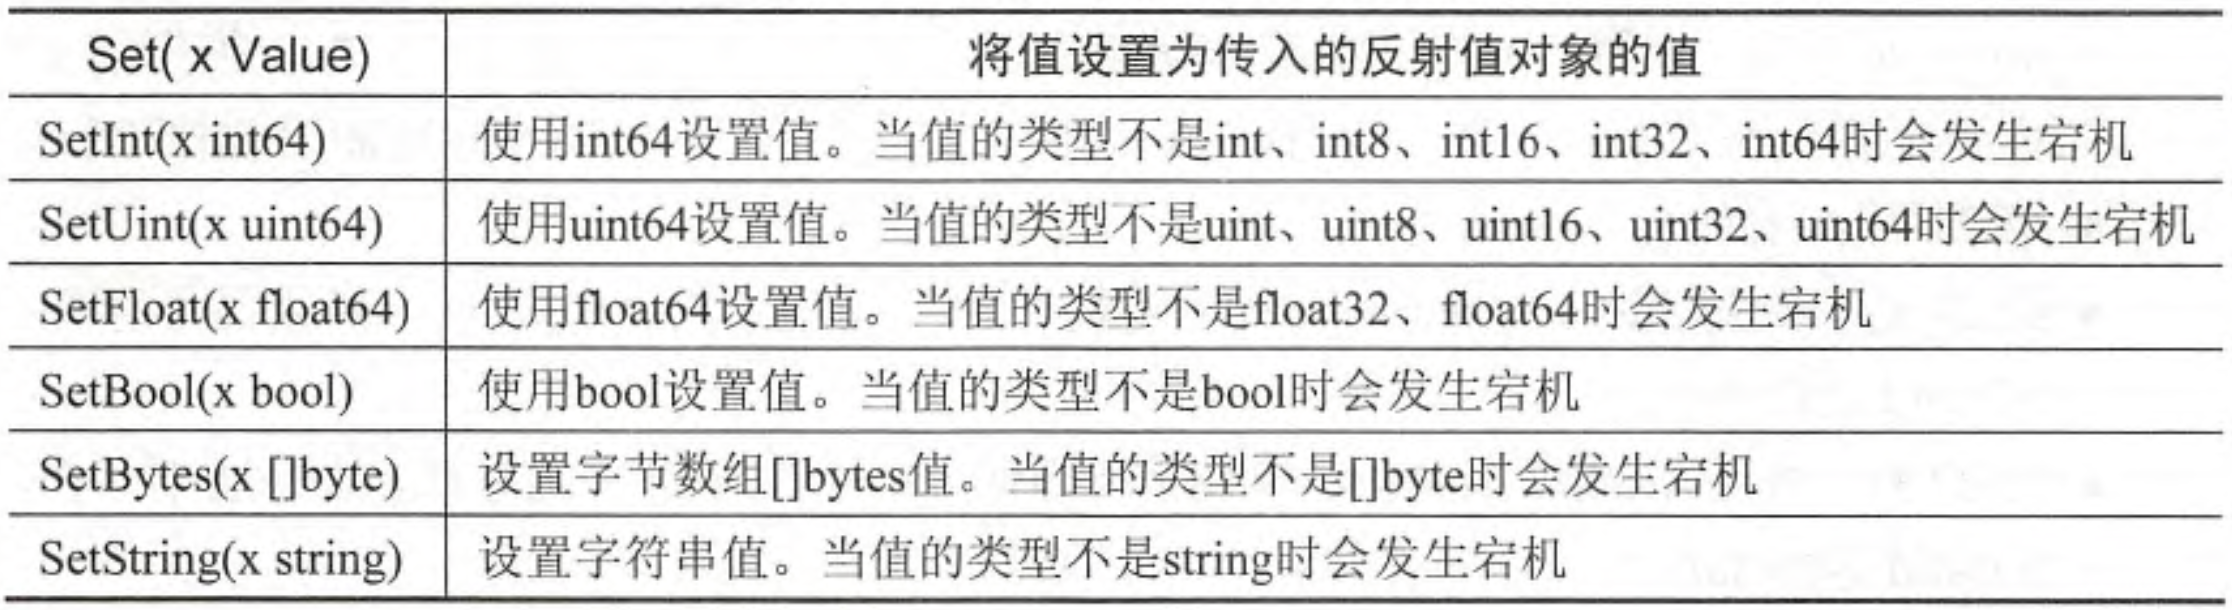 Set( x Value) 将值设置为传入的反射值对象的值
SetInt(x int64) 使用int64设置值。当值的类型不是int、int8、int16、int32、int64时会发生宕机
SetUint(x uint64) 使用uint64设置值。当值的类型不是uint、uint8、uint16、uint32、uint64时会发生宕机
SetFloat(x float64) 使用float64设置值。当值的类型不是float32、float64时会发生宕机
SetBool(x bool) 使用bool设置值。当值的类型不是bool时会发生宕机
SetBytes(x []byte) 设置字节数组[]bytes值。当值的类型不是[]byte时会发生宕机
SetString(x string) 设置字符串值。当值的类型不是string时会发生宕机